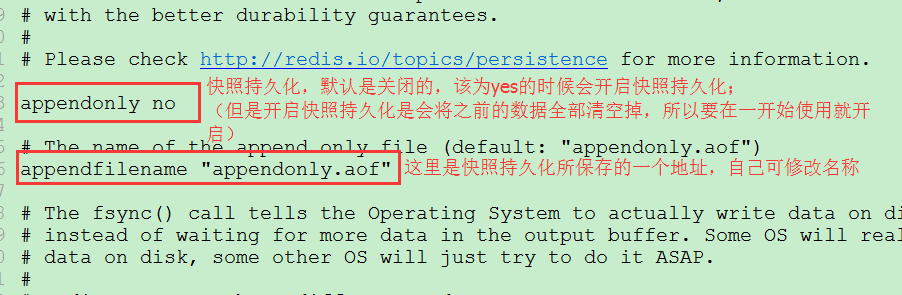 # with the better durability guarantees.
#
# Please check http://redis.io/topics/persistence for more information.
快照持久化，默认是关闭的，该为yes的时候会开启快照持久化；
appendonly no
（但是开启快照持久化是会将之前的数据全部清空掉，所以要在一开始使用就开
启）
# The name of the append only file (default: "appendonly.aof")
appendfilename "appendonly.aof"
这里是快照持久化所保存的一个地址，自己可修改名称
# The fsync() call tells the Operating System to actually write data on
# instead of waiting for more data in the output buffer. Some OS will
# data on disk, some other OS will just try to do it ASAP.
#